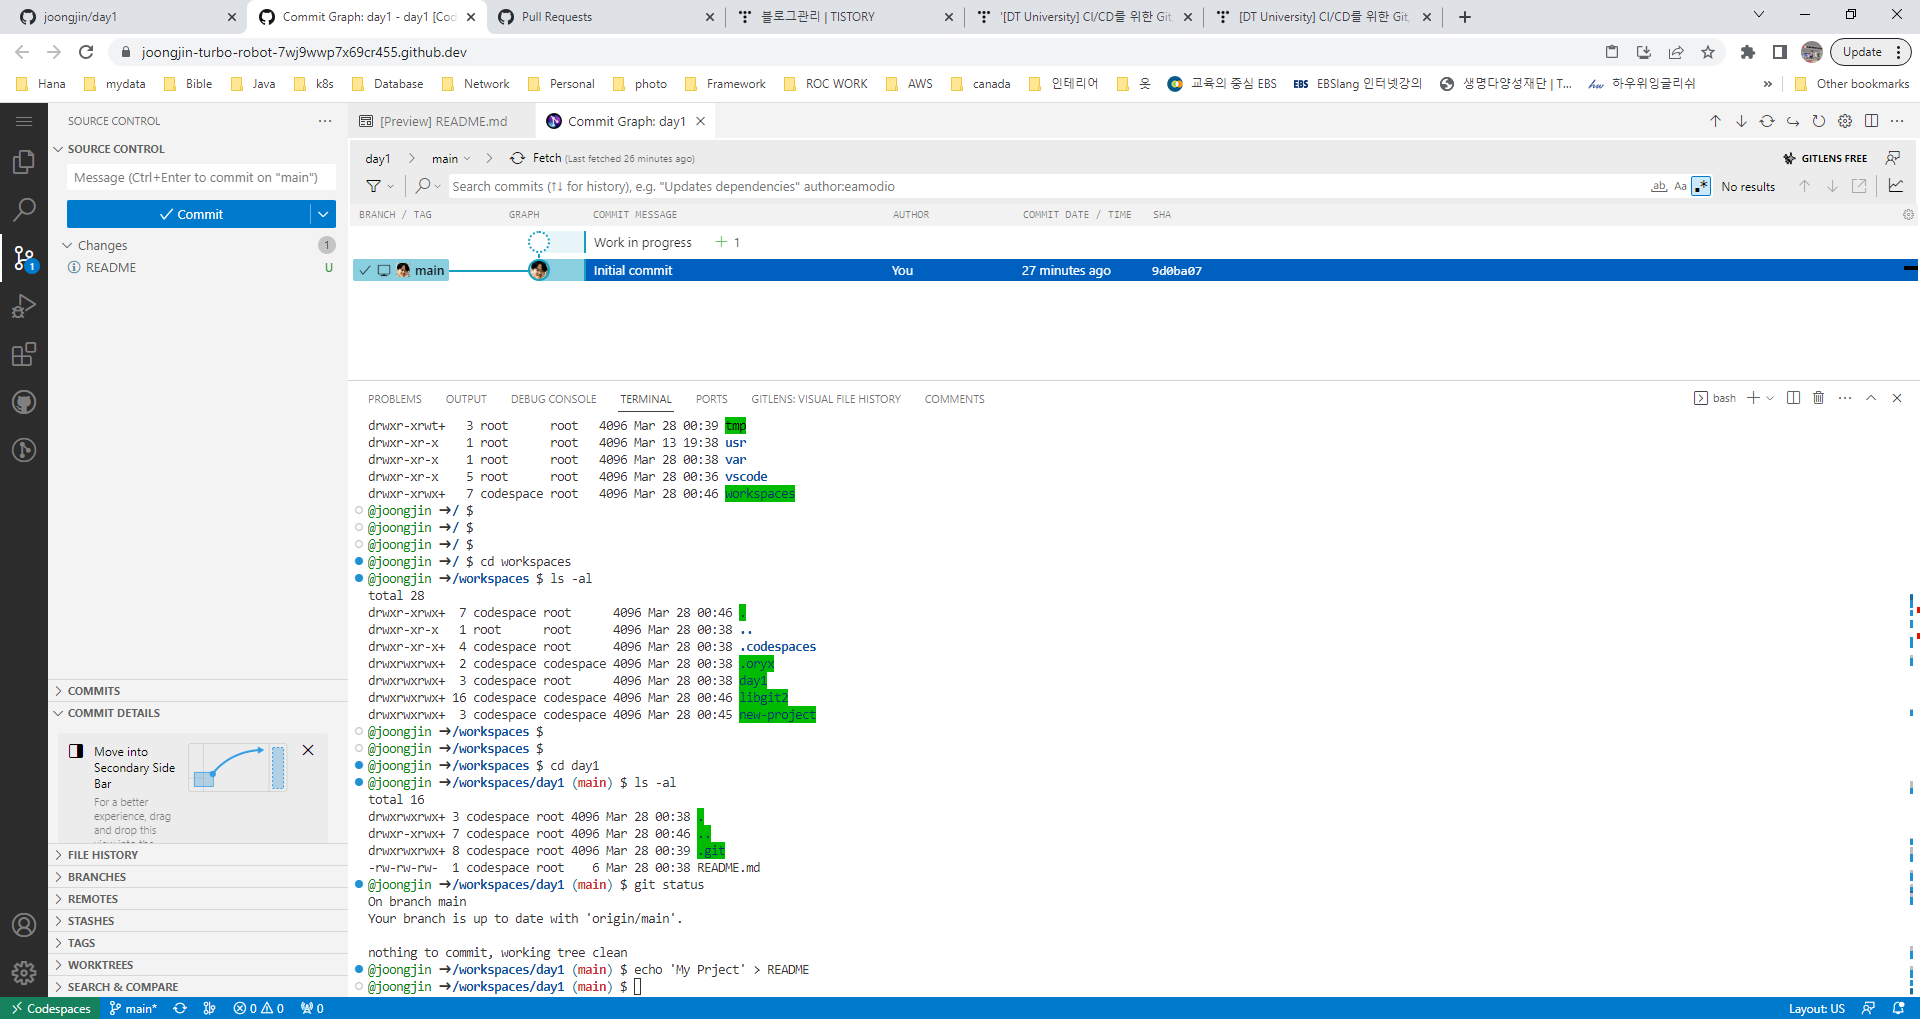 joongjin/day1
Commit Graph: day1 - day1 [Cod
Pull Requests
블로그관리 | TISTORY
'[DT University] CI/CD를 위한 Git
[DT University] CI/CD를 위한 Git,
joongjin-turbo-robot-7wj9wwp7x69cr455.github.dev
Update
Hana
mydata
Bible
Java
k8s
Database
Network
Personal
photo
Framework
ROC WORK
AWS
canada
인테리어
옷
교육의 중심 EBS
EBS EBSlang 인터넷강의
생명다양성재단 | T...
hw 하우위잉글리쉬
»
Other bookmarks
SOURCE CONTROL
...
SOURCE CONTROL
Message (Ctrl+Enter to commit on "main")
Commit
Changes 1
README U
1
COMMITS
COMMIT DETAILS
Move into
Secondary Side
Bar
For a better
experience, drag
and drop this
FILE HISTORY
BRANCHES
REMOTES
STASHES
TAGS
WORKTREES
SEARCH & COMPARE
[Preview] README.md
Commit Graph: day1
day1 > main > Fetch (Last fetched 26 minutes ago)
GITLENS FREE
Search commits (↑↓ for history), e.g. "Updates dependencies" author:eamodio
ab Aa .* No results
BRANCH / TAG GRAPH COMMIT MESSAGE AUTHOR COMMIT DATE / TIME SHA
Work in progress + 1
main Initial commit You 27 minutes ago 9d0ba07
PROBLEMS OUTPUT DEBUG CONSOLE TERMINAL PORTS GITLENS: VISUAL FILE HISTORY COMMENTS
bash
drwxr-xrwt+ 3 root root 4096 Mar 28 00:39 tmp
drwxr-xr-x 1 root root 4096 Mar 13 19:38 usr
drwxr-xr-x 1 root root 4096 Mar 28 00:38 var
drwxr-xr-x 5 root root 4096 Mar 28 00:36 vscode
drwxr-xrwx+ 7 codespace root 4096 Mar 28 00:46 workspaces
@joongjin ➜/ $
@joongjin ➜/ $
@joongjin ➜/ $
@joongjin ➜/ $ cd workspaces
@joongjin ➜/workspaces $ ls -al
total 28
drwxr-xrwx+ 7 codespace root 4096 Mar 28 00:46 .
drwxr-xr-x 1 root root 4096 Mar 28 00:38 ..
drwxr-xr-x+ 4 codespace root 4096 Mar 28 00:38 .codespaces
drwxrwxrwx+ 2 codespace codespace 4096 Mar 28 00:38 .oryx
drwxrwxrwx+ 3 codespace root 4096 Mar 28 00:38 day1
drwxrwxrwx+ 16 codespace codespace 4096 Mar 28 00:46 libgit2
drwxrwxrwx+ 3 codespace codespace 4096 Mar 28 00:45 new-project
@joongjin ➜/workspaces $
@joongjin ➜/workspaces $
@joongjin ➜/workspaces $ cd day1
@joongjin ➜/workspaces/day1 (main) $ ls -al
total 16
drwxrwxrwx+ 3 codespace root 4096 Mar 28 00:38 .
drwxr-xrwx+ 7 codespace root 4096 Mar 28 00:46 ..
drwxrwxrwx+ 8 codespace root 4096 Mar 28 00:39 .git
-rw-rw-rw- 1 codespace root 6 Mar 28 00:38 README.md
@joongjin ➜/workspaces/day1 (main) $ git status
On branch main
Your branch is up to date with 'origin/main'.
nothing to commit, working tree clean
@joongjin ➜/workspaces/day1 (main) $ echo 'My Prject' > README
@joongjin ➜/workspaces/day1 (main) $
Codespaces
main*
0 0
0
Layout: US